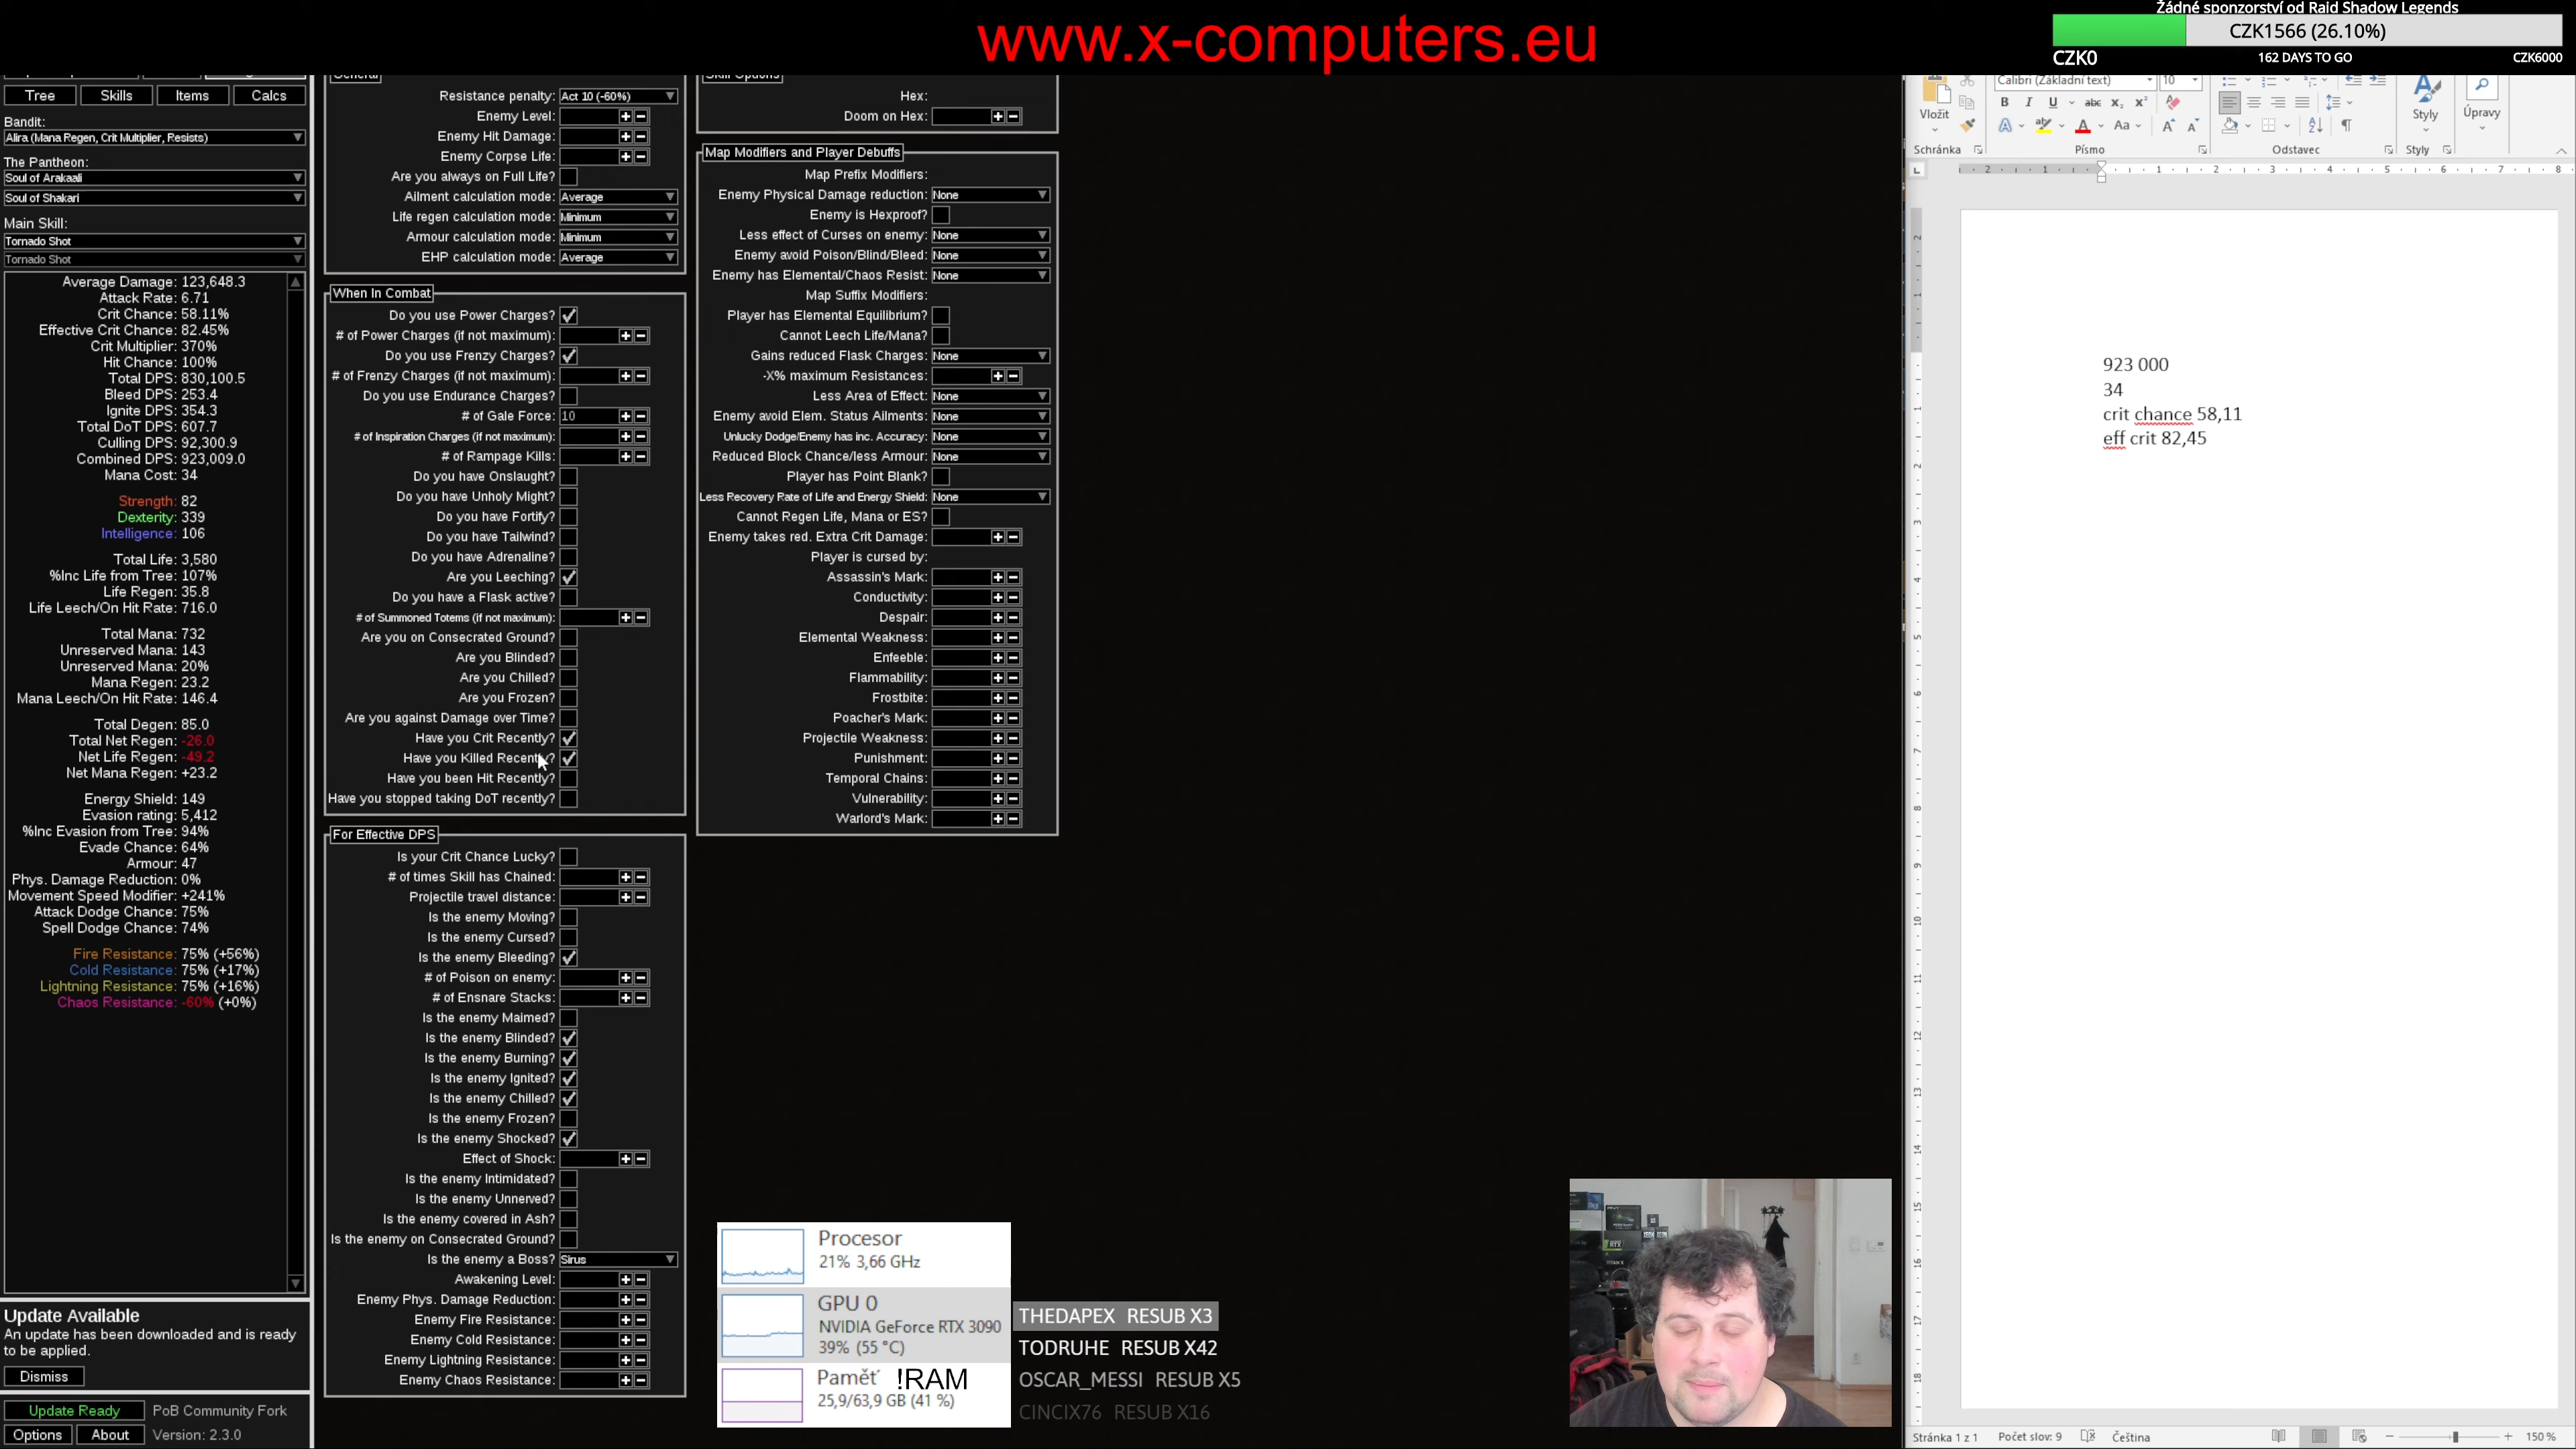 www.x-computers.eu
Žádné sponzorství od Raid Shadow Legends
CZK1566 (26.10%)
CZK0
162 DAYS TO GO
CZK6000
Tree
Skills
Items
Calcs
Bandit:
Alira (Mana Regen, Crit Multiplier, Resists)
The Pantheon:
Soul of Arakaali
Soul of Shakari
Main Skill:
Tornado Shot
Tornado Shot
Average Damage: 123,648.3
Attack Rate: 6.71
Crit Chance: 58.11%
Effective Crit Chance: 82.45%
Crit Multiplier: 370%
Hit Chance: 100%
Total DPS: 830,100.5
Bleed DPS: 253.4
Ignite DPS: 354.3
Total DoT DPS: 607.7
Culling DPS: 92,300.9
Combined DPS: 923,009.0
Mana Cost: 34
Strength: 82
Dexterity: 339
Intelligence: 106
Total Life: 3,580
%Inc Life from Tree: 107%
Life Regen: 35.8
Life Leech/On Hit Rate: 716.0
Total Mana: 732
Unreserved Mana: 143
Unreserved Mana: 20%
Mana Regen: 23.2
Mana Leech/On Hit Rate: 146.4
Total Degen: 85.0
Total Net Regen: -26.0
Net Life Regen: -49.2
Net Mana Regen: +23.2
Energy Shield: 149
Evasion rating: 5,412
%Inc Evasion from Tree: 94%
Evade Chance: 64%
Armour: 47
Phys. Damage Reduction: 0%
Movement Speed Modifier: +241%
Attack Dodge Chance: 75%
Spell Dodge Chance: 74%
Fire Resistance: 75% (+56%)
Cold Resistance: 75% (+17%)
Lightning Resistance: 75% (+16%)
Chaos Resistance: -60% (+0%)
Update Available
An update has been downloaded and is ready
to be applied.
Dismiss
Update Ready
PoB Community Fork
Options
About
Version: 2.3.0
General
Resistance penalty: Act 10 (-60%)
Enemy Level:
Enemy Hit Damage:
Enemy Corpse Life:
Are you always on Full Life?
Ailment calculation mode: Average
Life regen calculation mode: Minimum
Armour calculation mode: Minimum
EHP calculation mode: Average
When In Combat
Do you use Power Charges?
# of Power Charges (if not maximum):
Do you use Frenzy Charges?
# of Frenzy Charges (if not maximum):
Do you use Endurance Charges?
# of Gale Force: 10
# of Inspiration Charges (if not maximum):
# of Rampage Kills:
Do you have Onslaught?
Do you have Unholy Might?
Do you have Fortify?
Do you have Tailwind?
Do you have Adrenaline?
Are you Leeching?
Do you have a Flask active?
# of Summoned Totems (if not maximum):
Are you on Consecrated Ground?
Are you Blinded?
Are you Chilled?
Are you Frozen?
Are you against Damage over Time?
Have you Crit Recently?
Have you Killed Recently?
Have you been Hit Recently?
Have you stopped taking DoT recently?
For Effective DPS
Is your Crit Chance Lucky?
# of times Skill has Chained:
Projectile travel distance:
Is the enemy Moving?
Is the enemy Cursed?
Is the enemy Bleeding?
# of Poison on enemy:
# of Ensnare Stacks:
Is the enemy Maimed?
Is the enemy Blinded?
Is the enemy Burning?
Is the enemy Ignited?
Is the enemy Chilled?
Is the enemy Frozen?
Is the enemy Shocked?
Effect of Shock:
Is the enemy Intimidated?
Is the enemy Unnerved?
Is the enemy covered in Ash?
Is the enemy on Consecrated Ground?
Is the enemy a Boss? Sirus
Awakening Level:
Enemy Phys. Damage Reduction:
Enemy Fire Resistance:
Enemy Cold Resistance:
Enemy Lightning Resistance:
Enemy Chaos Resistance:
Skill Options
Hex:
Doom on Hex:
Map Modifiers and Player Debuffs
Map Prefix Modifiers:
Enemy Physical Damage reduction: None
Enemy is Hexproof?
Less effect of Curses on enemy: None
Enemy avoid Poison/Blind/Bleed: None
Enemy has Elemental/Chaos Resist: None
Map Suffix Modifiers:
Player has Elemental Equilibrium?
Cannot Leech Life/Mana?
Gains reduced Flask Charges: None
-X% maximum Resistances:
Less Area of Effect: None
Enemy avoid Elem. Status Ailments: None
Unlucky Dodge/Enemy has inc. Accuracy: None
Reduced Block Chance/less Armour: None
Player has Point Blank?
Less Recovery Rate of Life and Energy Shield: None
Cannot Regen Life, Mana or ES?
Enemy takes red. Extra Crit Damage:
Player is cursed by:
Assassin's Mark:
Conductivity:
Despair:
Elemental Weakness:
Enfeeble:
Flammability:
Frostbite:
Poacher's Mark:
Projectile Weakness:
Punishment:
Temporal Chains:
Vulnerability:
Warlord's Mark:
Procesor
21% 3,66 GHz
GPU 0
NVIDIA GeForce RTX 3090
39% (55 °C)
Paměť !RAM
25,9/63,9 GB (41 %)
THEDAPEX RESUB X3
TODRUHE RESUB X42
OSCAR_MESSI RESUB X5
CINCIX76 RESUB X16
Calibri (Základní text)
10
Vložit
Styly
Úpravy
Schránka
Písmo
Odstavec
Styly
923 000
34
crit chance 58,11
eff crit 82,45
Stránka 1 z 1
Počet slov: 9
Čeština
150 %